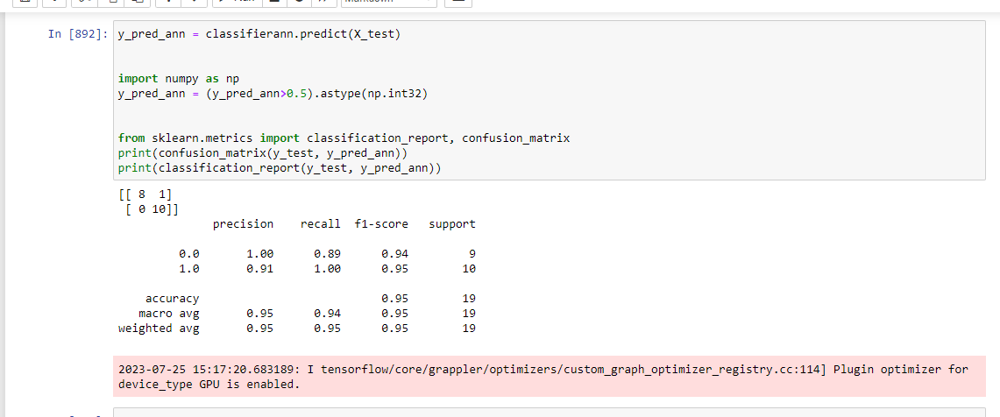 In [892]: y_pred_ann = classifierann.predict(X_test)
import numpy as np
y_pred_ann = (y_pred_ann>0.5).astype(np.int32)
from sklearn.metrics import classification_report, confusion_matrix
print(confusion_matrix(y_test, y_pred_ann))
print(classification_report(y_test, y_pred_ann))
[[ 8  1]
 [ 0 10]]
precision recall f1-score support
0.0 1.00 0.89 0.94 9
1.0 0.91 1.00 0.95 10
accuracy 0.95 19
macro avg 0.95 0.94 0.95 19
weighted avg 0.95 0.95 0.95 19
2023-07-25 15:17:20.683189: I tensorflow/core/grappler/optimizers/custom_graph_optimizer_registry.cc:114] Plugin optimizer for
device_type GPU is enabled.